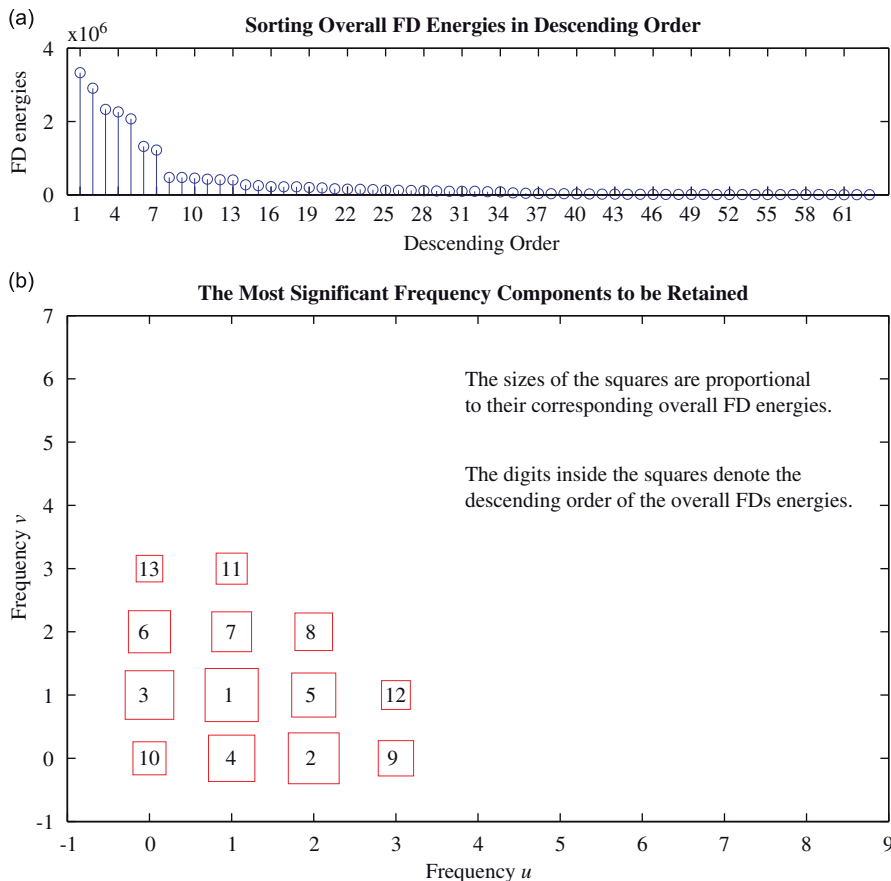 (a)
Sorting Overall FD Energies in Descending Order
x10⁶
4
2
0
FD energies
1 4 7 10 13 16 19 22 25 28 31 34 37 40 43 46 49 52 55 58 61
Descending Order
(b)
The Most Significant Frequency Components to be Retained
7
6
5
4
3
2
1
0
-1
Frequency v
The sizes of the squares are proportional
to their corresponding overall FD energies.
The digits inside the squares denote the
descending order of the overall FDs energies.
13 11
6 7 8
3 1 5 12
10 4 2 9
-1 0 1 2 3 4 5 6 7 8 9
Frequency u